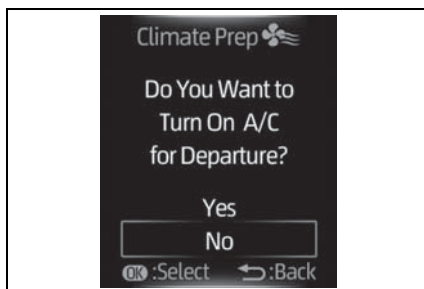 Climate Prep
Do You Want to
Turn On A/C
for Departure?
Yes
No
OK :Select :Back